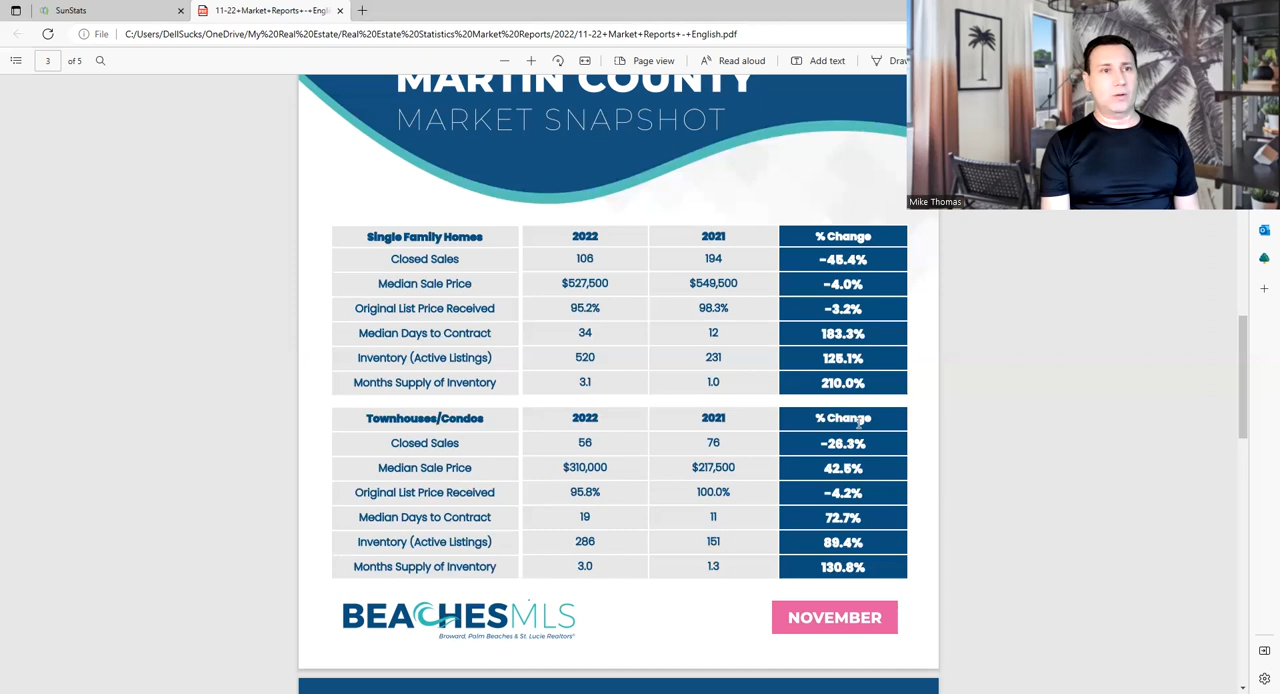 SunStats
11-22+Market+Reports+-+Engli
File C:/Users/DellSucks/OneDrive/My%20Real%20Estate/Real%20Estate%20Statistics%20Market%20Reports/2022/11-22+Market+Reports+-+English.pdf
3 of 5 Page view Read aloud Add text Draw
MARTIN COUNTY
MARKET SNAPSHOT
Mike Thomas
Single Family Homes 2022 2021 % Change
Closed Sales 106 194 -45.4%
Median Sale Price $527,500 $549,500 -4.0%
Original List Price Received 95.2% 98.3% -3.2%
Median Days to Contract 34 12 183.3%
Inventory (Active Listings) 520 231 125.1%
Months Supply of Inventory 3.1 1.0 210.0%
Townhouses/Condos 2022 2021 % Change
Closed Sales 56 76 -26.3%
Median Sale Price $310,000 $217,500 42.5%
Original List Price Received 95.8% 100.0% -4.2%
Median Days to Contract 19 11 72.7%
Inventory (Active Listings) 286 151 89.4%
Months Supply of Inventory 3.0 1.3 130.8%
BEACHESMLS
Broward, Palm Beaches & St. Lucie Realtors®
NOVEMBER